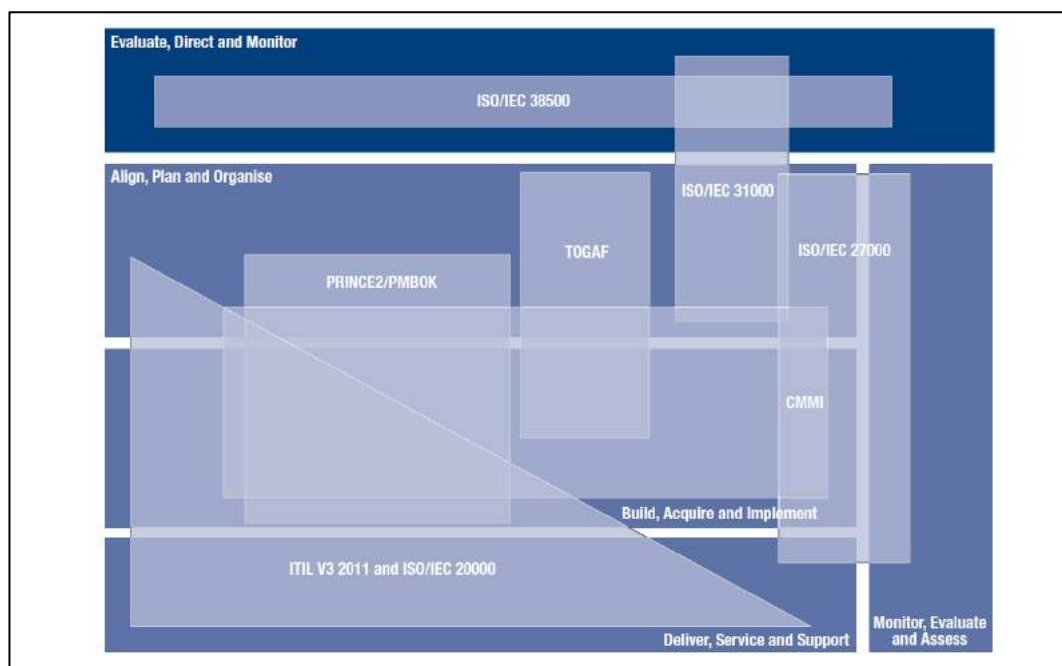 Evaluate, Direct and Monitor
ISO/IEC 38500
Align, Plan and Organise
ISO/IEC 31000
TOGAF
ISO/IEC 27000
PRINCE2/PMBOK
CMMI
Build, Acquire and Implement
ITIL V3 2011 and ISO/IEC 20000
Deliver, Service and Support
Monitor, Evaluate
and Assess